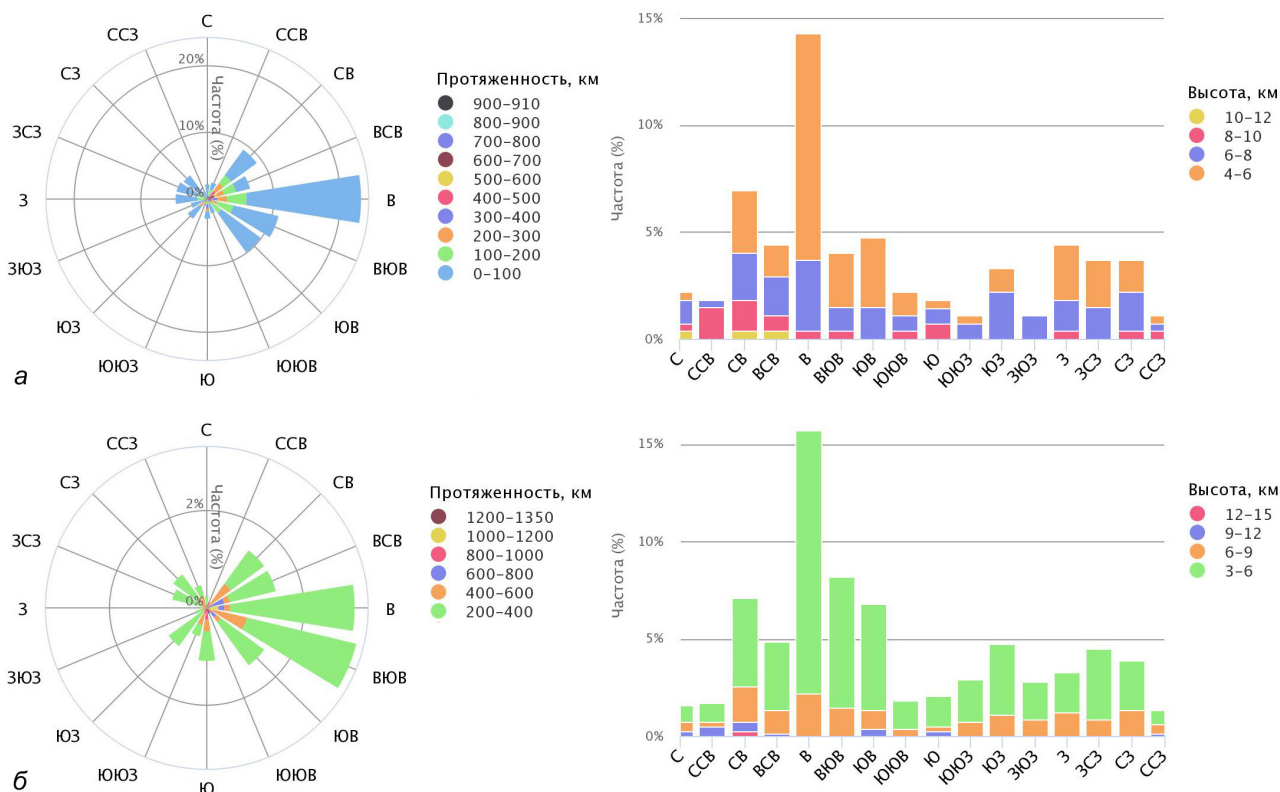 С
ССВ
СВ
ВСВ
В
ВЮВ
ЮВ
ЮЮВ
Ю
ЮЮЗ
ЮЗ
ЗЮЗ
З
ЗСЗ
СЗ
ССЗ
20%
10%
0%
Частота (%)
а
Протяженность, км
900–910
800–900
700–800
600–700
500–600
400–500
300–400
200–300
100–200
0–100
15%
10%
5%
0%
Частота (%)
С
ССВ
СВ
ВСВ
В
ВЮВ
ЮВ
ЮЮВ
Ю
ЮЮЗ
ЮЗ
ЗЮЗ
З
ЗСЗ
СЗ
ССЗ
Высота, км
10–12
8–10
6–8
4–6
С
ССВ
СВ
ВСВ
В
ВЮВ
ЮВ
ЮЮВ
Ю
ЮЮЗ
ЮЗ
ЗЮЗ
З
ЗСЗ
СЗ
ССЗ
2%
0%
Частота (%)
б
Протяженность, км
1200–1350
1000–1200
800–1000
600–800
400–600
200–400
15%
10%
5%
0%
Частота (%)
С
ССВ
СВ
ВСВ
В
ВЮВ
ЮВ
ЮЮВ
Ю
ЮЮЗ
ЮЗ
ЗЮЗ
З
ЗСЗ
СЗ
ССЗ
Высота, км
12–15
9–12
6–9
3–6